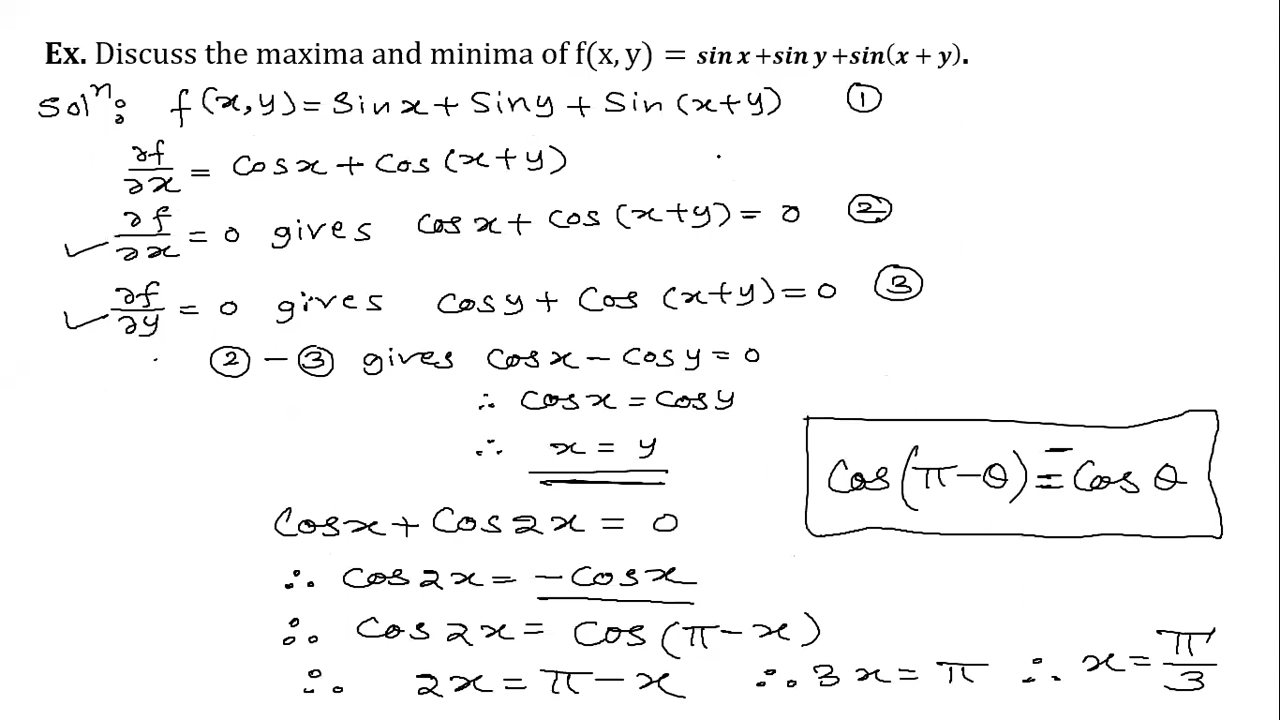 Ex. Discuss the maxima and minima of f(x, y) = sin x +sin y +sin(x + y).
Solⁿ: f(x,y) = Sin x + Sin y + Sin (x+y) ①
∂f/∂x = Cos x + Cos (x+y)
✓ ∂f/∂x = 0 gives Cos x + Cos (x+y) = 0 ②
✓ ∂f/∂y = 0 gives Cos y + Cos (x+y) = 0 ③
② - ③ gives Cos x - Cos y = 0
∴ Cos x = Cos y
∴ x = y
Cos(π-θ) = -Cos θ
Cos x + Cos 2x = 0
∴ Cos 2x = -Cos x
∴ Cos 2x = Cos (π-x)
∴ 2x = π-x ∴ 3x = π ∴ x = π/3